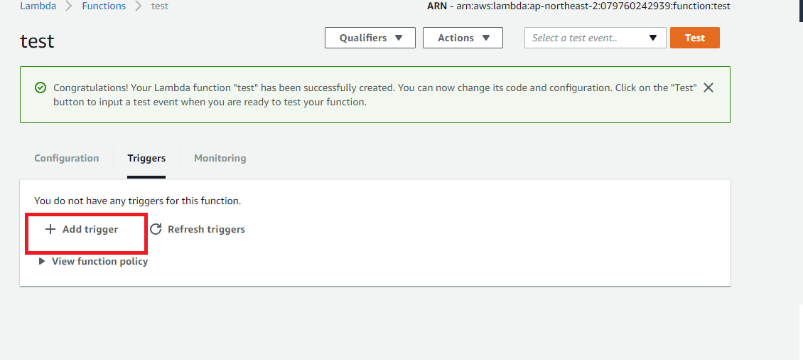 Lambda > Functions > test
ARN - arn:aws:lambda:ap-northeast-2:079760242939:function:test
test
Qualifiers
Actions
Select a test event..
Test
Congratulations! Your Lambda function "test" has been successfully created. You can now change its code and configuration. Click on the "Test"
button to input a test event when you are ready to test your function.
Configuration
Triggers
Monitoring
You do not have any triggers for this function.
+ Add trigger
Refresh triggers
View function policy